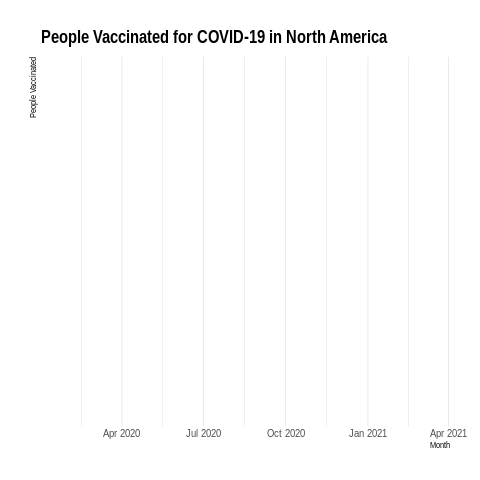 People Vaccinated for COVID-19 in North America
People Vaccinated
Apr 2020
Jul 2020
Oct 2020
Jan 2021
Apr 2021
Month